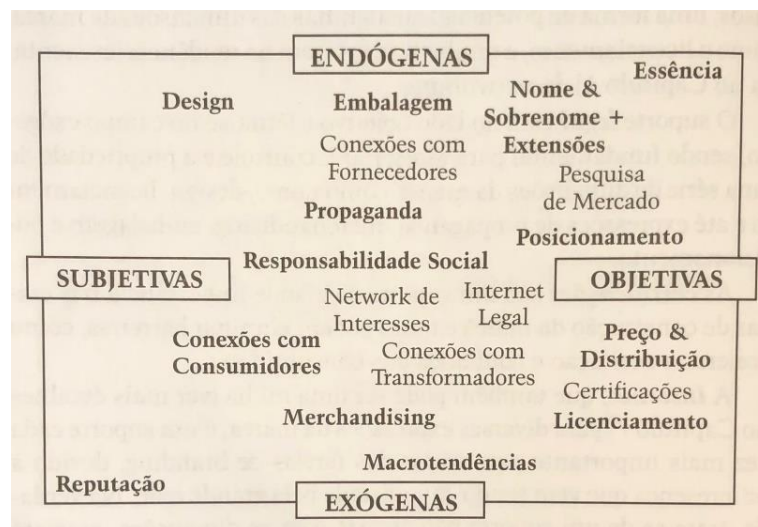 ENDÓGENAS
Essência
Design
Embalagem
Nome &
Sobrenome +
Extensões
Conexões com
Fornecedores
Pesquisa
de Mercado
Propaganda
Posicionamento
SUBJETIVAS
Responsabilidade Social
OBJETIVAS
Network de
Interesses
Internet
Legal
Conexões com
Consumidores
Conexões com
Transformadores
Preço &
Distribuição
Certificações
Merchandising
Licenciamento
Macrotendências
Reputação
EXÓGENAS